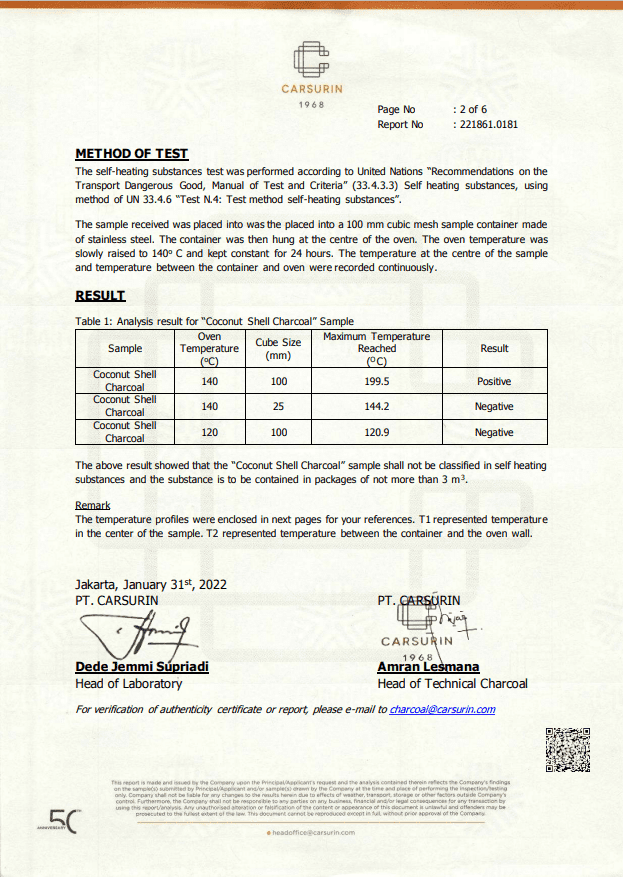 CARSURIN
1968
Page No : 2 of 6
Report No : 221861.0181
METHOD OF TEST
The self-heating substances test was performed according to United Nations “Recommendations on the
Transport Dangerous Good, Manual of Test and Criteria” (33.4.3.3) Self heating substances, using
method of UN 33.4.6 “Test N.4: Test method self-heating substances”.
The sample received was placed into was the placed into a 100 mm cubic mesh sample container made
of stainless steel. The container was then hung at the centre of the oven. The oven temperature was
slowly raised to 140º C and kept constant for 24 hours. The temperature at the centre of the sample
and temperature between the container and oven were recorded continuously.
RESULT
Table 1: Analysis result for “Coconut Shell Charcoal” Sample
Sample
Oven
Temperature
(ºC)
Cube Size
(mm)
Maximum Temperature
Reached
(ºC)
Result
Coconut Shell
Charcoal
140
100
199.5
Positive
Coconut Shell
Charcoal
140
25
144.2
Negative
Coconut Shell
Charcoal
120
100
120.9
Negative
The above result showed that the “Coconut Shell Charcoal” sample shall not be classified in self heating
substances and the substance is to be contained in packages of not more than 3 m³.
Remark
The temperature profiles were enclosed in next pages for your references. T1 represented temperature
in the center of the sample. T2 represented temperature between the container and the oven wall.
Jakarta, January 31st, 2022
PT. CARSURIN
PT. CARSURIN
CARSURIN
1968
Dede Jemmi Supriadi
Head of Laboratory
Amran Lesmana
Head of Technical Charcoal
For verification of authenticity certificate or report, please e-mail to charcoal@carsurin.com
This report is made and issued by the Company upon the Principal/Applicant's request and the analysis contained therein reflects the Company's findings
on the sample(s) submitted by Principal/Applicant and/or sample(s) drawn by the Company at the time and place of performing the inspection/testing
only. Company shall not be liable for any changes to the results herein due to effects of weather, transport, storage or other factors outside Company's
control. Furthermore, the Company shall not be responsible to any parties on any business, financial and/or legal consequences for any transaction by
using this report/analysis. Any unauthorised alteration or falsification of the content or appearance of this document is unlawful and offenders may be
prosecuted to the fullest extent of the law. This document cannot be reproduced except in full, without prior approval of the Company.
50TH
ANNIVERSARY
headoffice@carsurin.com